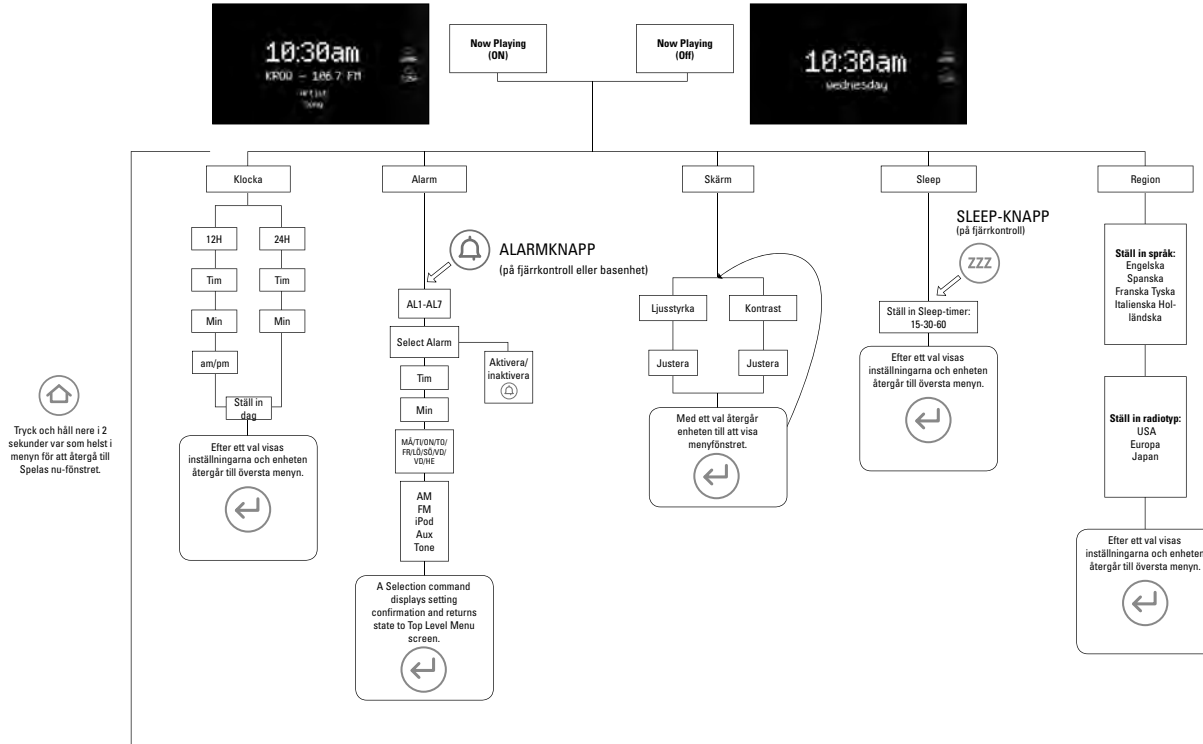 10:30am
KROQ – 106.7 FM
Artist
Song
Now Playing
(ON)
Now Playing
(Off)
10:30am
wednesday
Klocka
Alarm
Skärm
Sleep
Region
12H
24H
Tim
Tim
Min
Min
am/pm
Ställ in
dag
Efter ett val visas
inställningarna och enheten
återgår till översta menyn.
ALARMKNAPP
(på fjärrkontroll eller basenhet)
AL1-AL7
Select Alarm
Aktivera/
inaktivera
Tim
Min
MÅ/TI/ON/TO/
FR/LÖ/SÖ/VD/
VD/HE
AM
FM
iPod
Aux
Tone
A Selection command
displays setting
confirmation and returns
state to Top Level Menu
screen.
Ljusstyrka
Kontrast
Justera
Justera
Med ett val återgår
enheten till att visa
menyfönstret.
SLEEP-KNAPP
(på fjärrkontroll)
ZZZ
Ställ in Sleep-timer:
15-30-60
Efter ett val visas
inställningarna och enheten
återgår till översta menyn.
Ställ in språk:
Engelska
Spanska
Franska Tyska
Italienska Hol-
ländska
Ställ in radiotyp:
USA
Europa
Japan
Efter ett val visas
inställningarna och enheten
återgår till översta menyn.
Tryck och håll nere i 2
sekunder var som helst i
menyn för att återgå till
Spelas nu-fönstret.